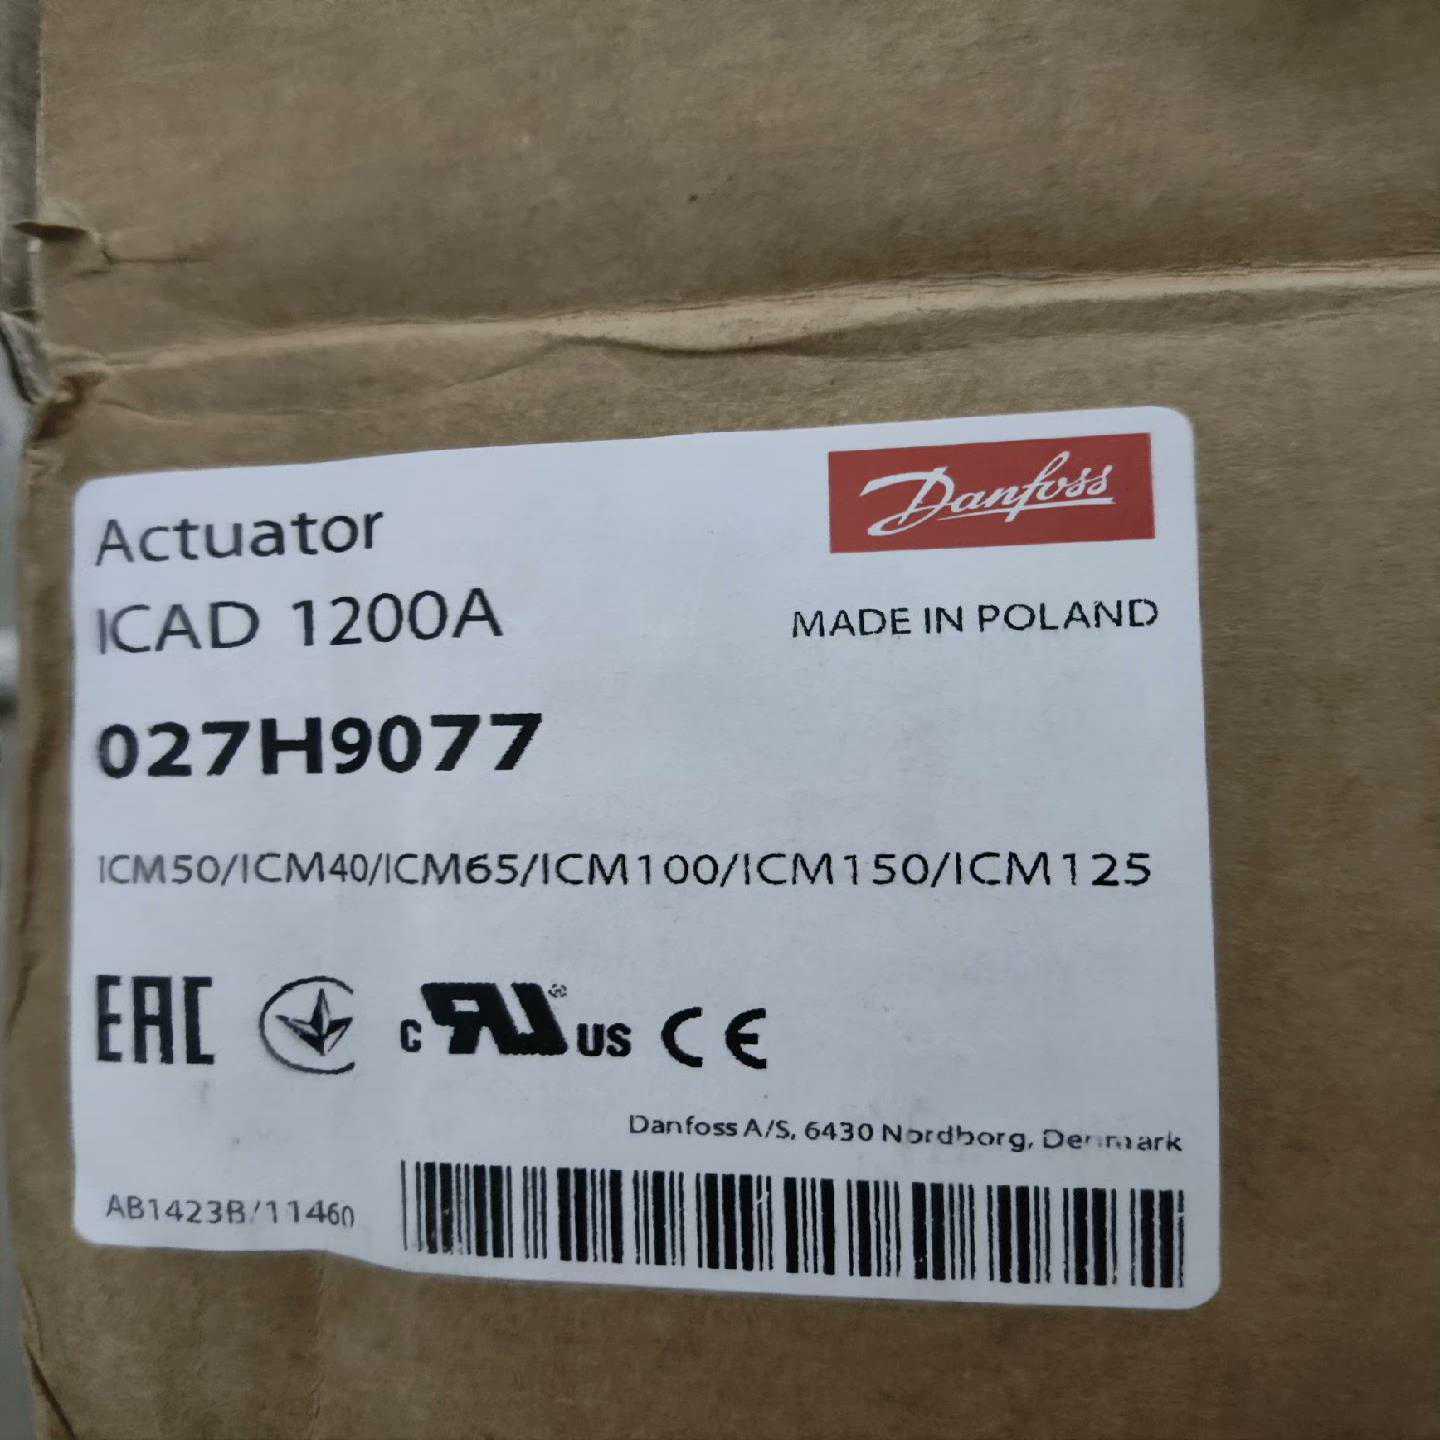 Danfoss
Actuator
ICAD 1200A
MADE IN POLAND
027H9077
ICM50/ICM40/ICM65/ICM100/ICM150/ICM125
EAC
c RU® US CE
Danfoss A/S, 6430 Nordborg, Denmark
AB1423B/11460